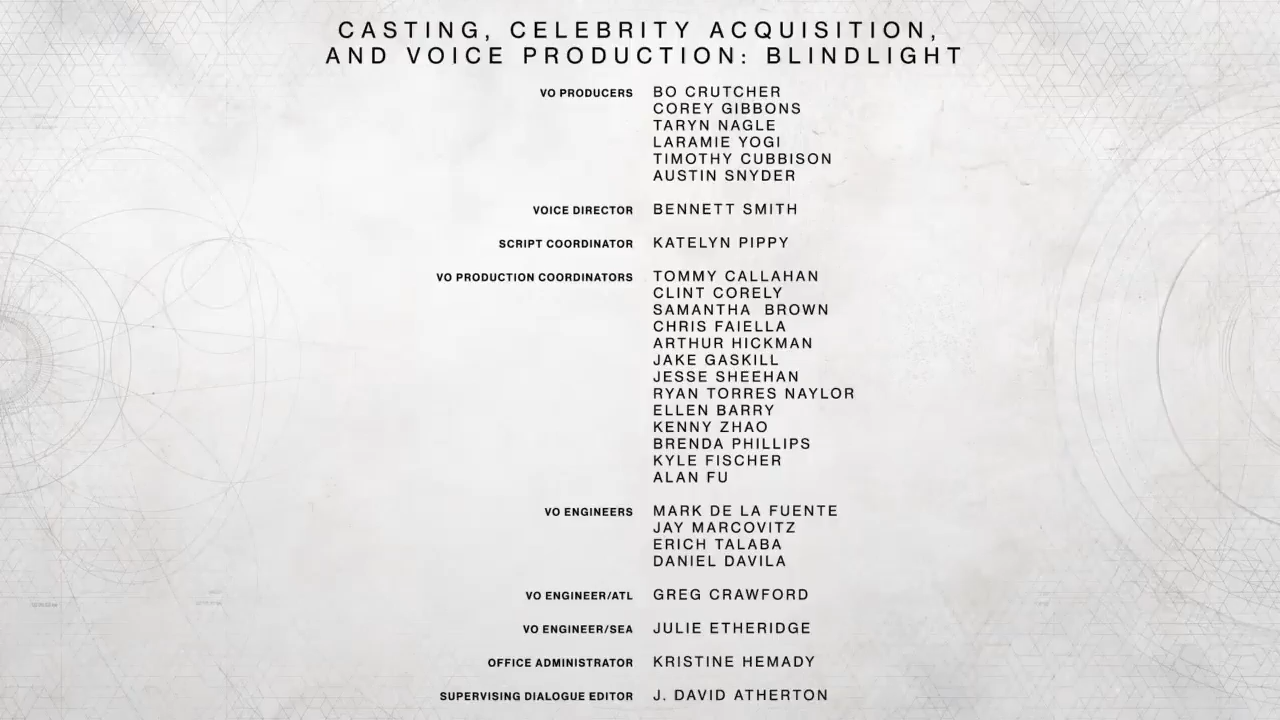 CASTING, CELEBRITY ACQUISITION,
AND VOICE PRODUCTION: BLINDLIGHT
VO PRODUCERS BO CRUTCHER
COREY GIBBONS
TARYN NAGLE
LARAMIE YOGI
TIMOTHY CUBBISON
AUSTIN SNYDER
VOICE DIRECTOR BENNETT SMITH
SCRIPT COORDINATOR KATELYN PIPPY
VO PRODUCTION COORDINATORS TOMMY CALLAHAN
CLINT CORELY
SAMANTHA BROWN
CHRIS FAIELLA
ARTHUR HICKMAN
JAKE GASKILL
JESSE SHEEHAN
RYAN TORRES NAYLOR
ELLEN BARRY
KENNY ZHAO
BRENDA PHILLIPS
KYLE FISCHER
ALAN FU
VO ENGINEERS MARK DE LA FUENTE
JAY MARCOVITZ
ERICH TALABA
DANIEL DAVILA
VO ENGINEER/ATL GREG CRAWFORD
VO ENGINEER/SEA JULIE ETHERIDGE
OFFICE ADMINISTRATOR KRISTINE HEMADY
SUPERVISING DIALOGUE EDITOR J. DAVID ATHERTON